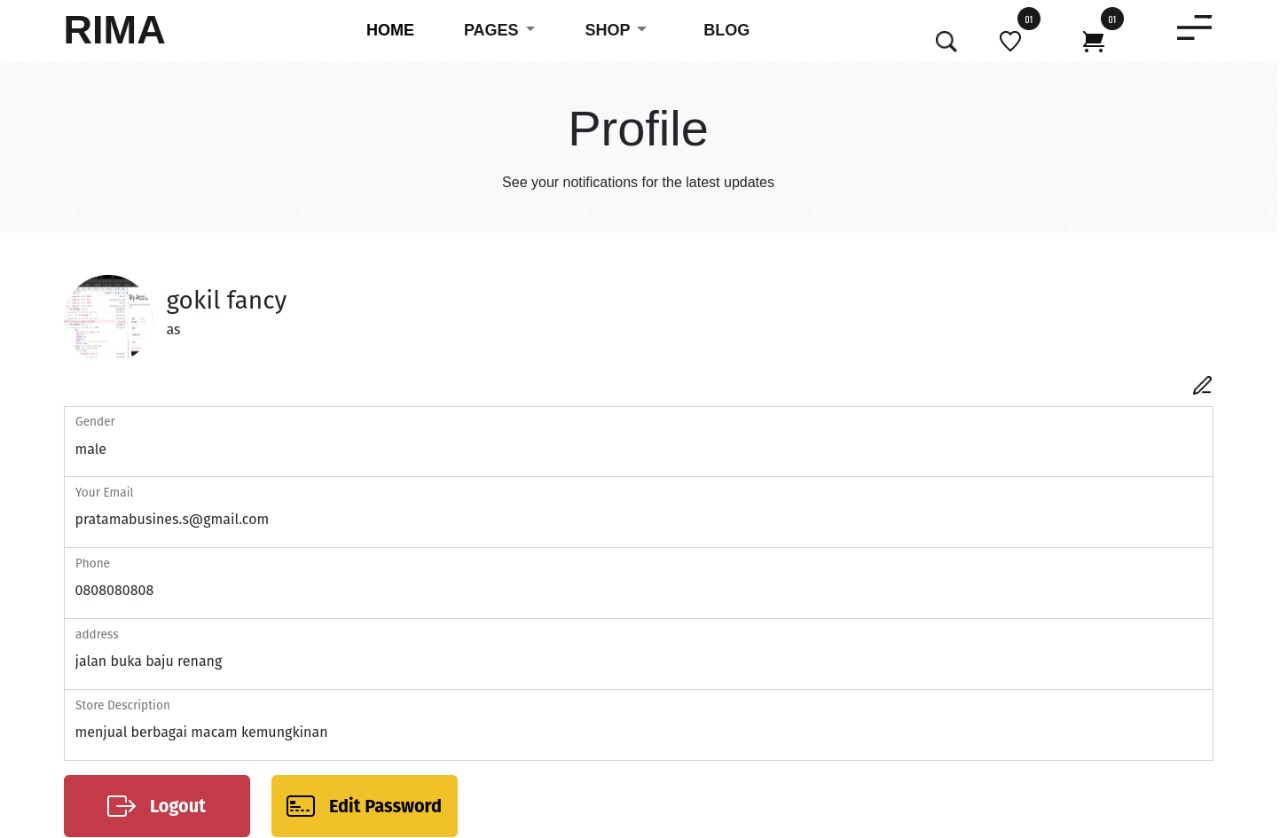 RIMA
HOME
PAGES
SHOP
BLOG
01
01
Profile
See your notifications for the latest updates
gokil fancy
as
Gender
male
Your Email
pratamabusines.s@gmail.com
Phone
0808080808
address
jalan buka baju renang
Store Description
menjual berbagai macam kemungkinan
Logout
Edit Password